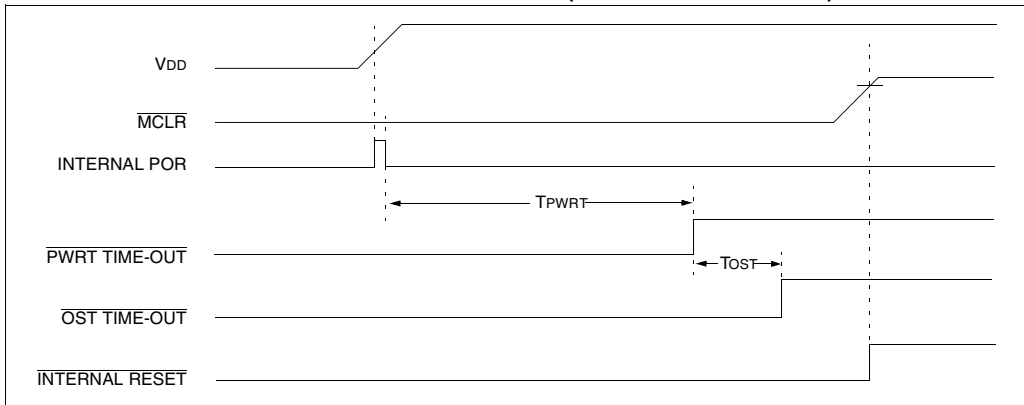 VDD
MCLR
INTERNAL POR
TPWRT
PWRT TIME-OUT
TOST
OST TIME-OUT
INTERNAL RESET